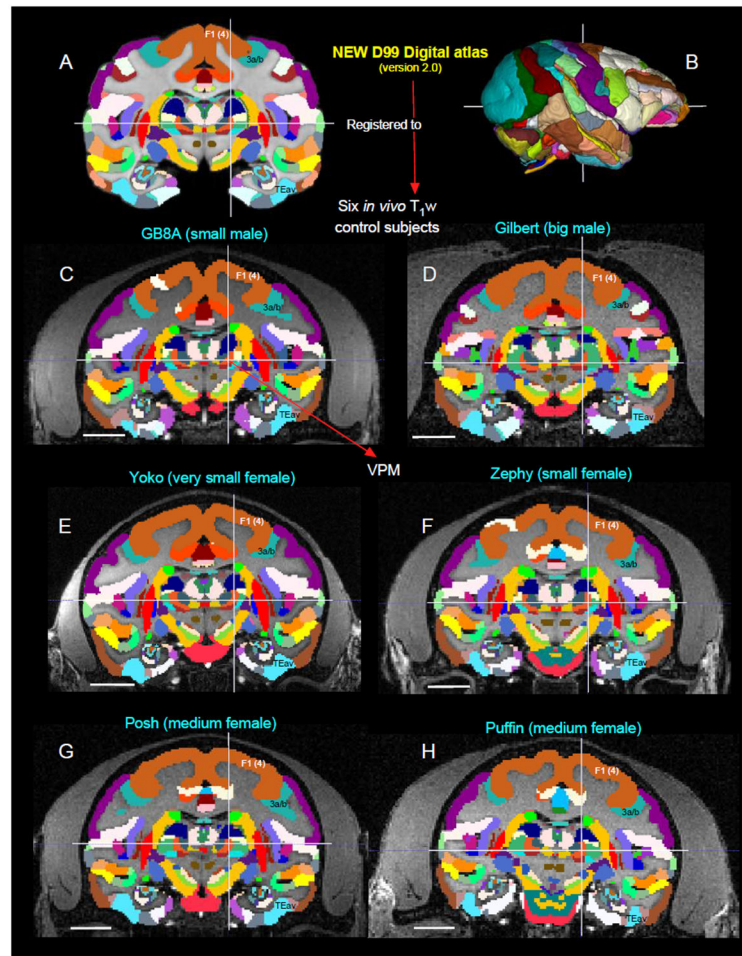 A
F1 (4)
3a/b
TEav
NEW D99 Digital atlas
(version 2.0)
B
Registered to
Six in vivo T1w
control subjects
GB8A (small male)
C
F1 (4)
3a/b
TEav
Gilbert (big male)
D
F1 (4)
3a/b
TEav
VPM
Yoko (very small female)
E
F1 (4)
3a/b
TEav
Zephy (small female)
F
F1 (4)
3a/b
TEav
Posh (medium female)
G
F1 (4)
3a/b
TEav
Puffin (medium female)
H
F1 (4)
3a/b
TEav